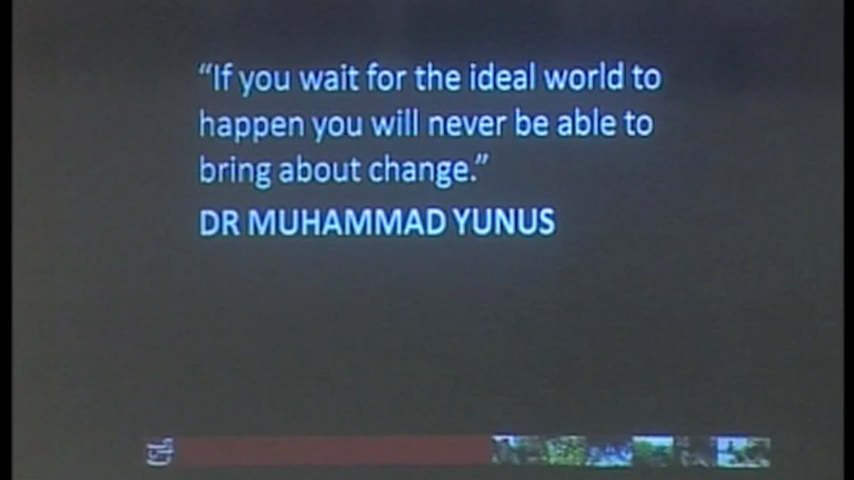 “If you wait for the ideal world to
happen you will never be able to
bring about change.”
DR MUHAMMAD YUNUS